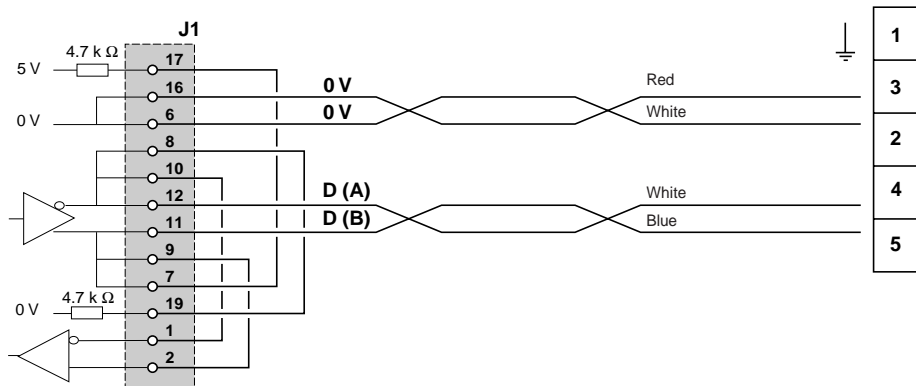 J1
1
4.7 k Ω
17
5 V
16
0 V
Red
3
0 V
6
0 V
White
8
2
10
12
D (A)
White
4
11
D (B)
Blue
9
5
7
4.7 k Ω
0 V
19
1
2